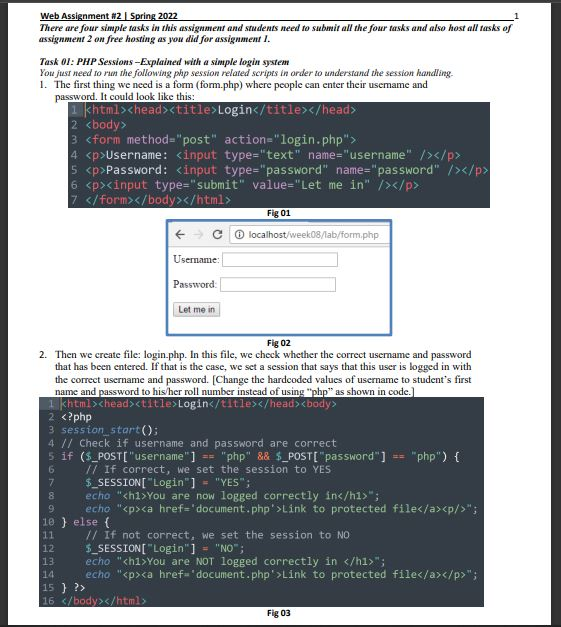 Web Assignment #2 | Spring 2022 1
There are four simple tasks in this assignment and students need to submit all the four tasks and also host all tasks of
assignment 2 on free hosting as you did for assignment 1.
Task 01: PHP Sessions –Explained with a simple login system
You just need to run the following php session related scripts in order to understand the session handling.
1. The first thing we need is a form (form.php) where people can enter their username and
password. It could look like this:
1 <html><head><title>Login</title></head>
2 <body>
3 <form method="post" action="login.php">
4 <p>Username: <input type="text" name="username" /></p>
5 <p>Password: <input type="password" name="password" /></p>
6 <p><input type="submit" value="Let me in" /></p>
7 </form></body></html>
Fig 01
localhost/week08/lab/form.php
Username:
Password:
Let me in
Fig 02
2. Then we create file: login.php. In this file, we check whether the correct username and password
that has been entered. If that is the case, we set a session that says that this user is logged in with
the correct username and password. [Change the hardcoded values of username to student's first
name and password to his/her roll number instead of using "php" as shown in code.]
1 <html><head><title>Login</title></head><body>
2 <?php
3 session_start();
4 // Check if username and password are correct
5 if ($_POST["username"] == "php" && $_POST["password"] == "php") {
6 // If correct, we set the session to YES
7 $_SESSION["Login"] = "YES";
8 echo "<h1>You are now logged correctly in</h1>";
9 echo "<p><a href='document.php'>Link to protected file</a><p/>";
10 } else {
11 // If not correct, we set the session to NO
12 $_SESSION["Login"] = "NO";
13 echo "<h1>You are NOT logged correctly in </h1>";
14 echo "<p><a href='document.php'>Link to protected file</a></p>";
15 } ?>
16 </body></html>
Fig 03